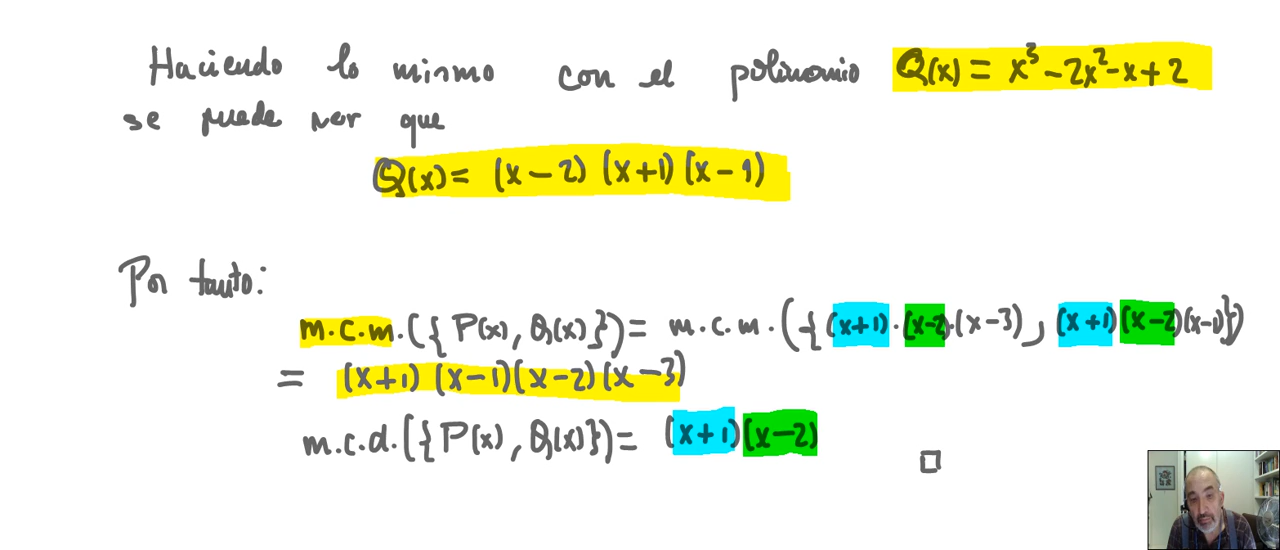 Haciendo lo mismo con el polinomio Q(x) = x³-2x²-x+2
se puede ver que
Q(x) = (x-2) (x+1) (x-1)
Por tanto:
m.c.m.({P(x), Q(x)}) = m.c.m.({(x+1)·(x-2)·(x-3), (x+1)(x-2)(x-1)})
= (x+1) (x-1)(x-2)(x-3)
m.c.d.({P(x), Q(x)}) = (x+1)(x-2)